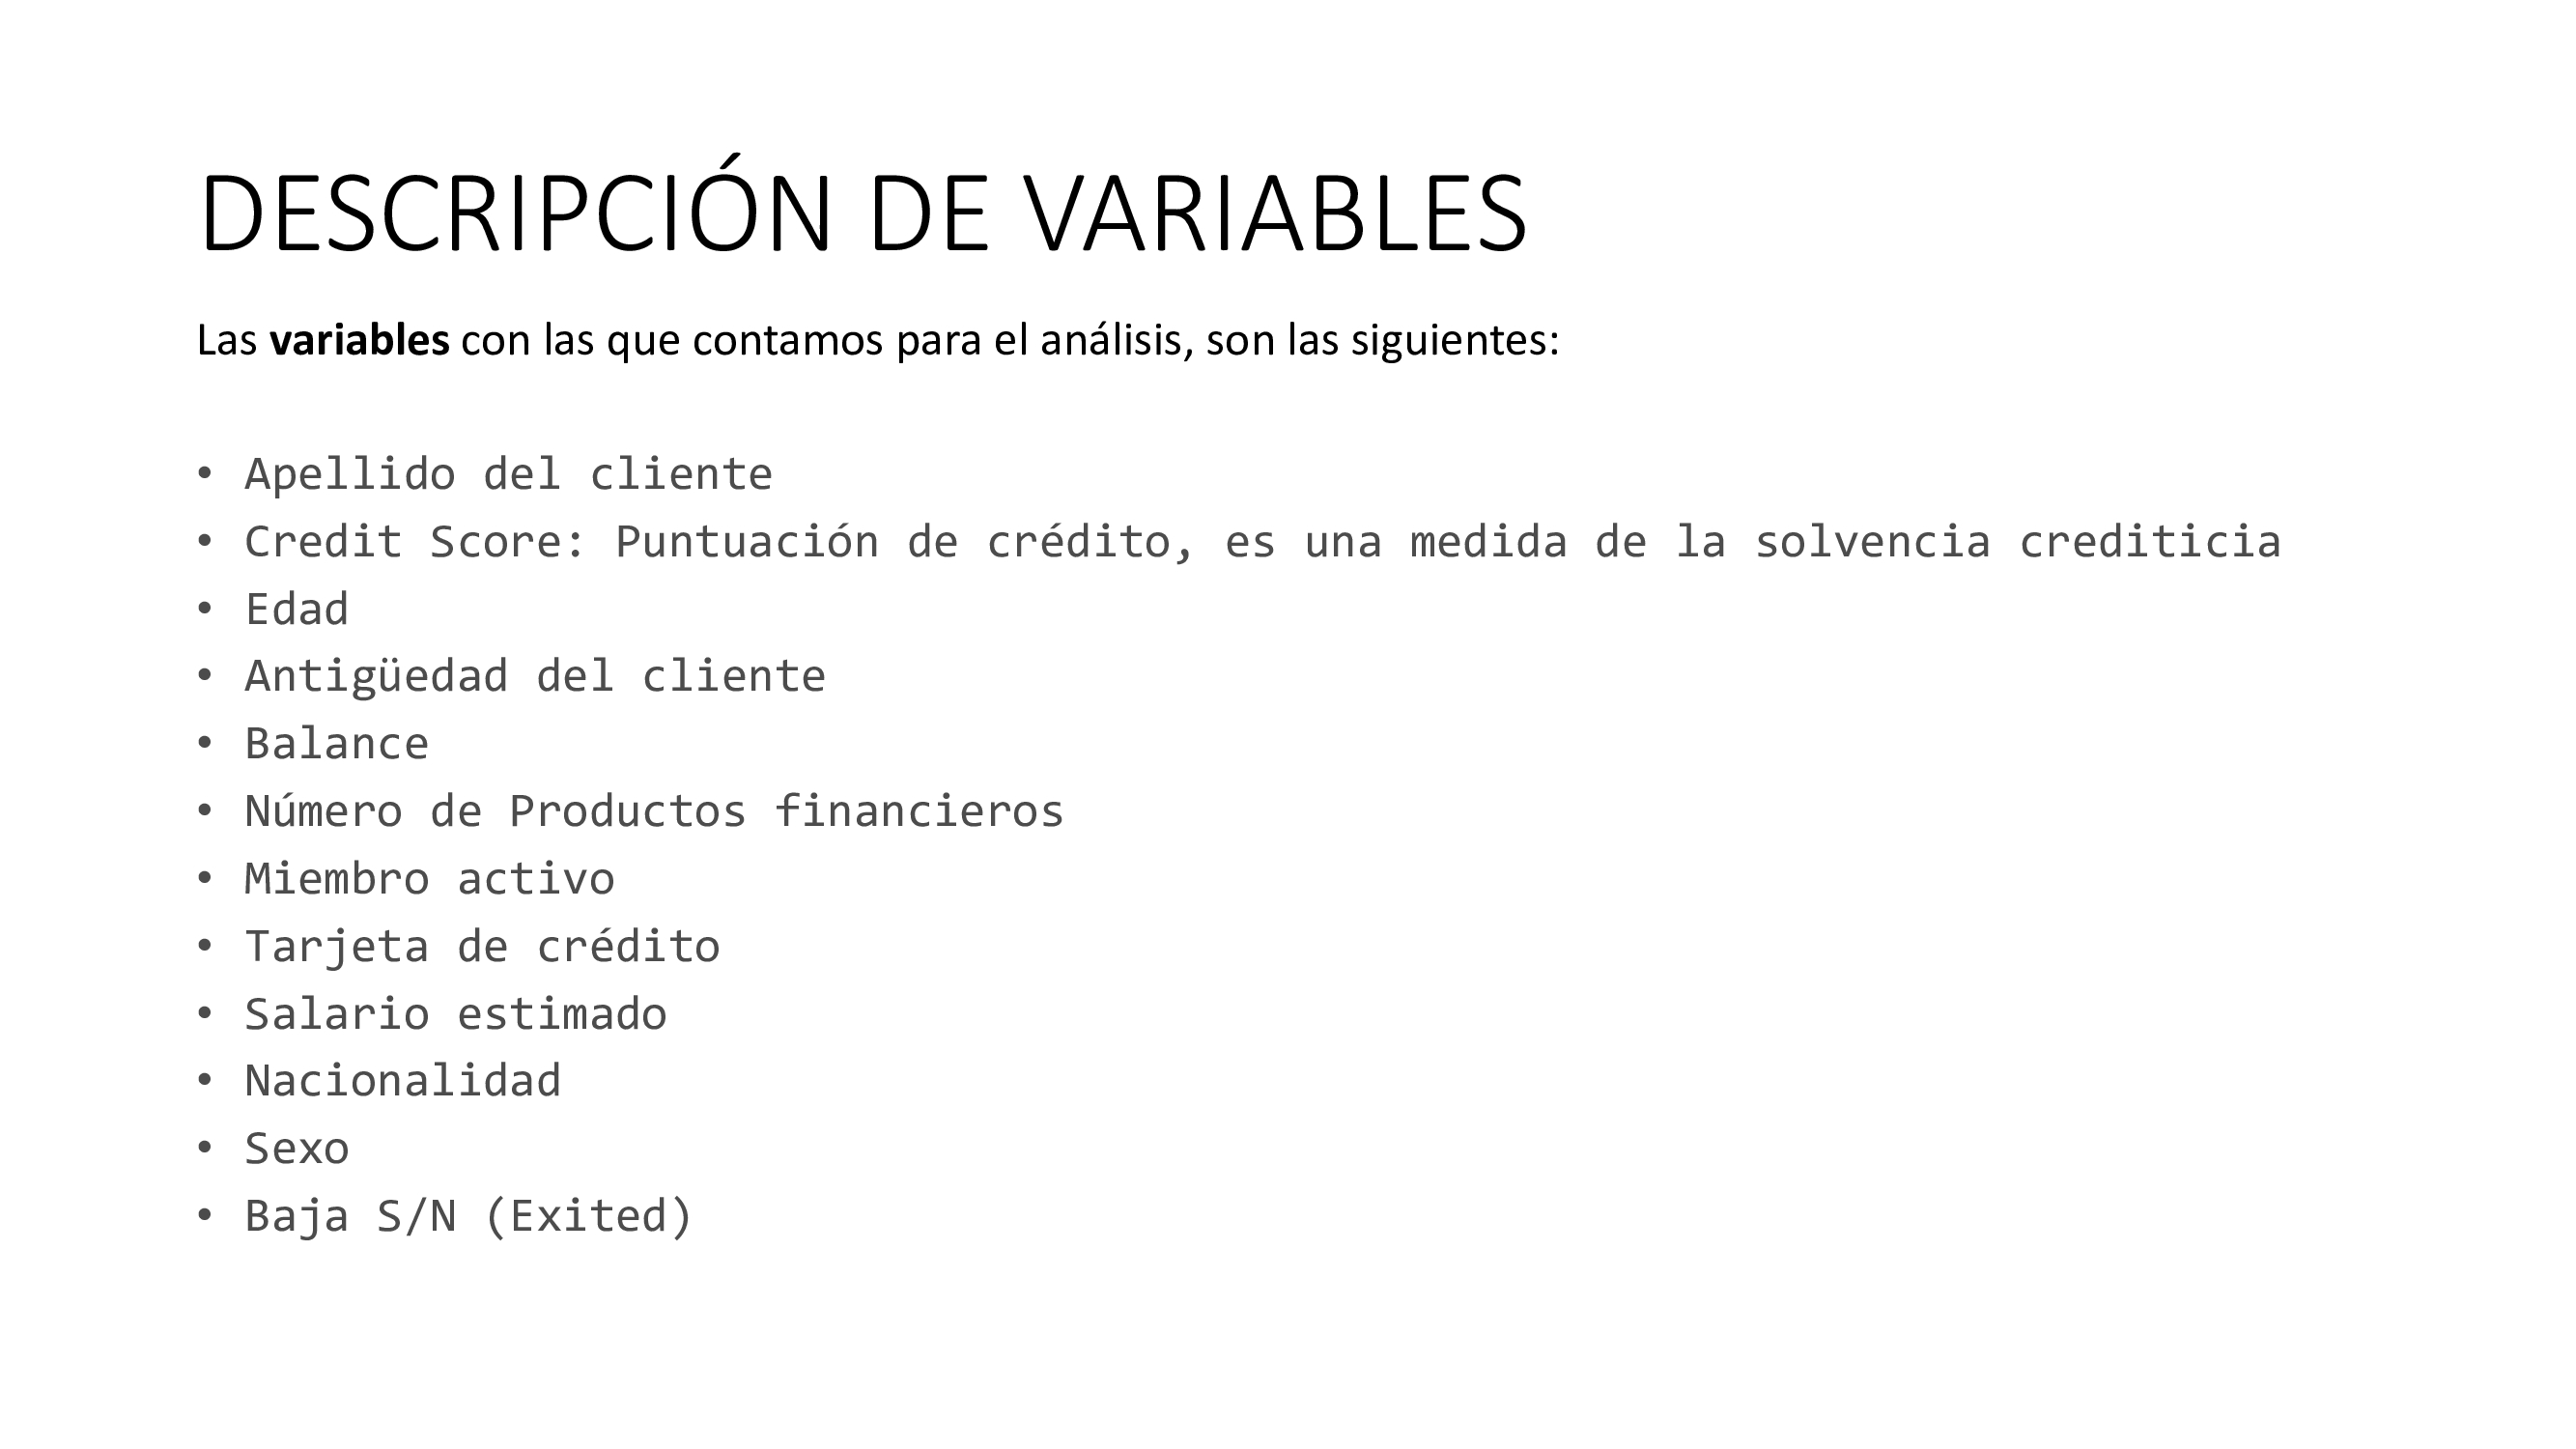 DESCRIPCIÓN DE VARIABLES
Las variables con las que contamos para el análisis, son las siguientes:
• Apellido del cliente
• Credit Score: Puntuación de crédito, es una medida de la solvencia crediticia
• Edad
• Antigüedad del cliente
• Balance
• Número de Productos financieros
• Miembro activo
• Tarjeta de crédito
• Salario estimado
• Nacionalidad
• Sexo
• Baja S/N (Exited)